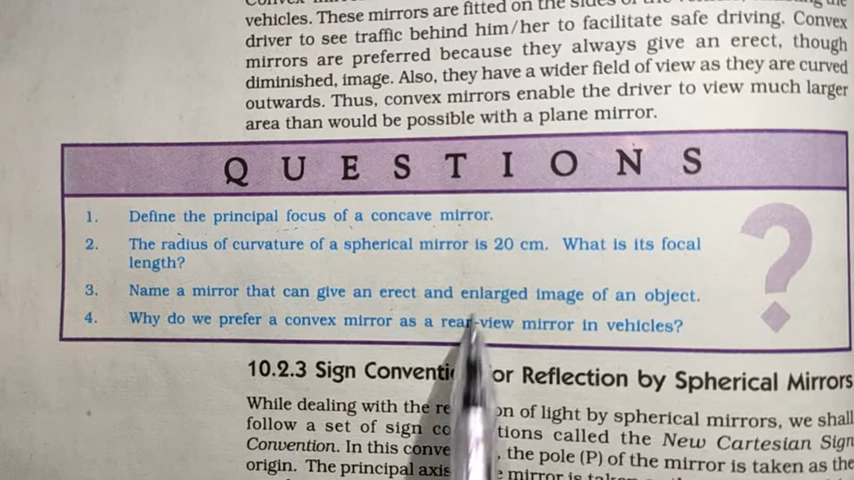 vehicles. These mirrors are fitted on the sides of the
driver to see traffic behind him/her to facilitate safe driving. Convex
mirrors are preferred because they always give an erect, though
diminished, image. Also, they have a wider field of view as they are curved
outwards. Thus, convex mirrors enable the driver to view much larger
area than would be possible with a plane mirror.
QUESTIONS
1. Define the principal focus of a concave mirror.
2. The radius of curvature of a spherical mirror is 20 cm. What is its focal
length?
3. Name a mirror that can give an erect and enlarged image of an object.
4. Why do we prefer a convex mirror as a rear-view mirror in vehicles?
?
10.2.3 Sign Conventi or Reflection by Spherical Mirrors
While dealing with the re on of light by spherical mirrors, we shall
follow a set of sign co tions called the New Cartesian Sign
Convention. In this conve , the pole (P) of the mirror is taken as the
origin. The principal axis mirror is